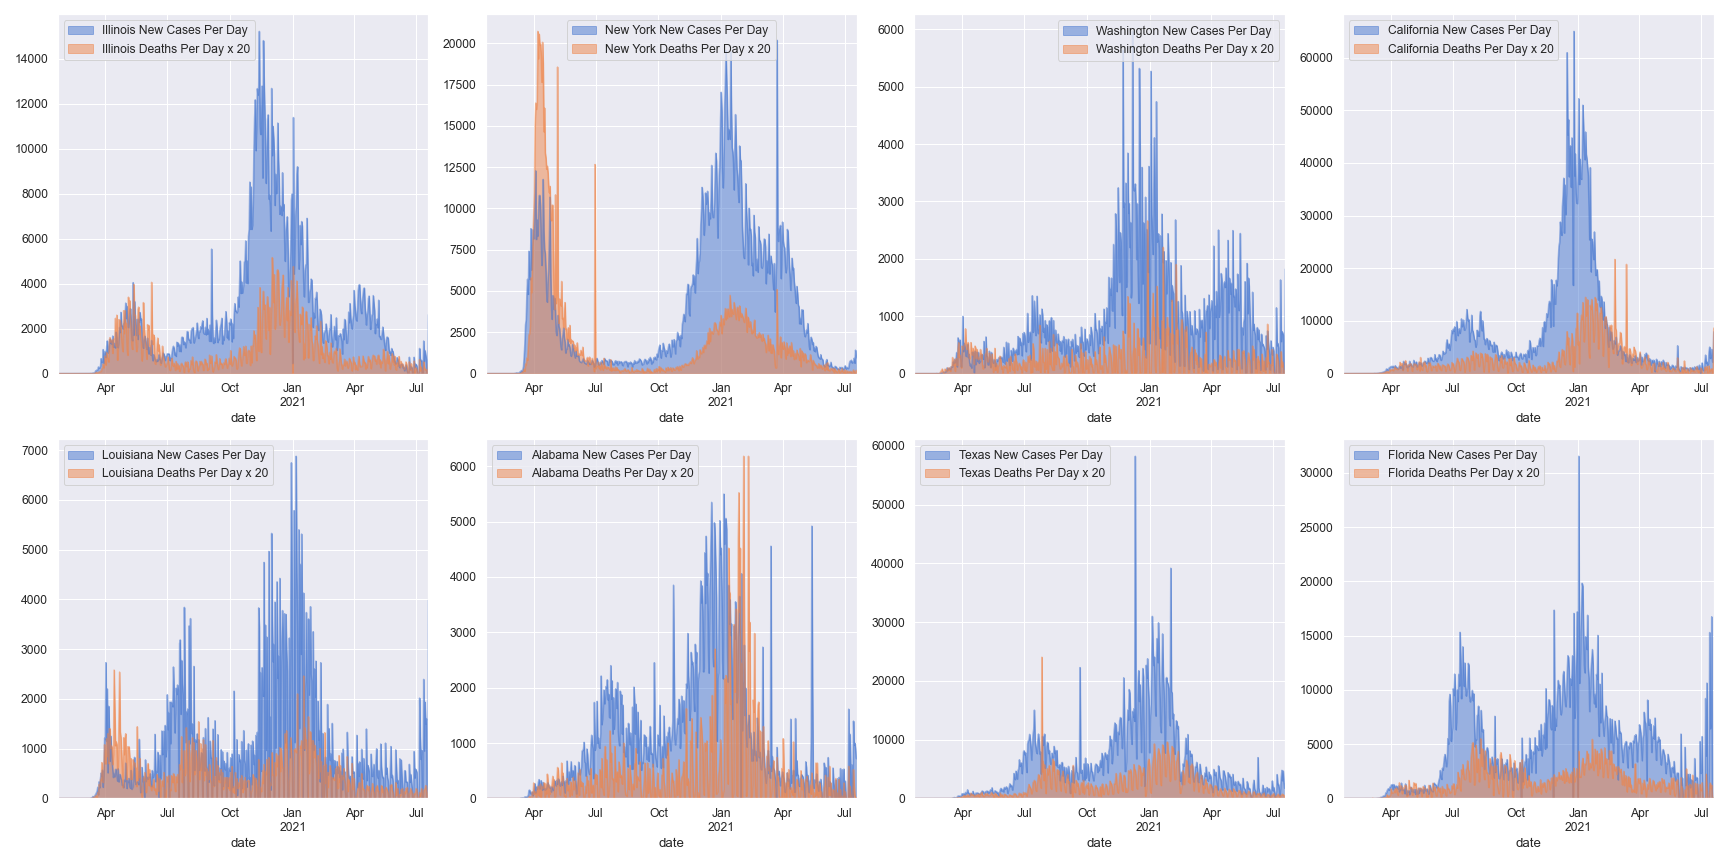 Illinois New Cases Per Day
Illinois Deaths Per Day x 20
14000
12000
10000
8000
6000
4000
2000
0
Apr Jul Oct Jan Apr Jul
2021
date
New York New Cases Per Day
New York Deaths Per Day x 20
20000
17500
15000
12500
10000
7500
5000
2500
0
Apr Jul Oct Jan Apr Jul
2021
date
Washington New Cases Per Day
Washington Deaths Per Day x 20
6000
5000
4000
3000
2000
1000
0
Apr Jul Oct Jan Apr Jul
2021
date
California New Cases Per Day
California Deaths Per Day x 20
60000
50000
40000
30000
20000
10000
0
Apr Jul Oct Jan Apr Jul
2021
date
Louisiana New Cases Per Day
Louisiana Deaths Per Day x 20
7000
6000
5000
4000
3000
2000
1000
0
Apr Jul Oct Jan Apr Jul
2021
date
Alabama New Cases Per Day
Alabama Deaths Per Day x 20
6000
5000
4000
3000
2000
1000
0
Apr Jul Oct Jan Apr Jul
2021
date
Texas New Cases Per Day
Texas Deaths Per Day x 20
60000
50000
40000
30000
20000
10000
0
Apr Jul Oct Jan Apr Jul
2021
date
Florida New Cases Per Day
Florida Deaths Per Day x 20
30000
25000
20000
15000
10000
5000
0
Apr Jul Oct Jan Apr Jul
2021
date